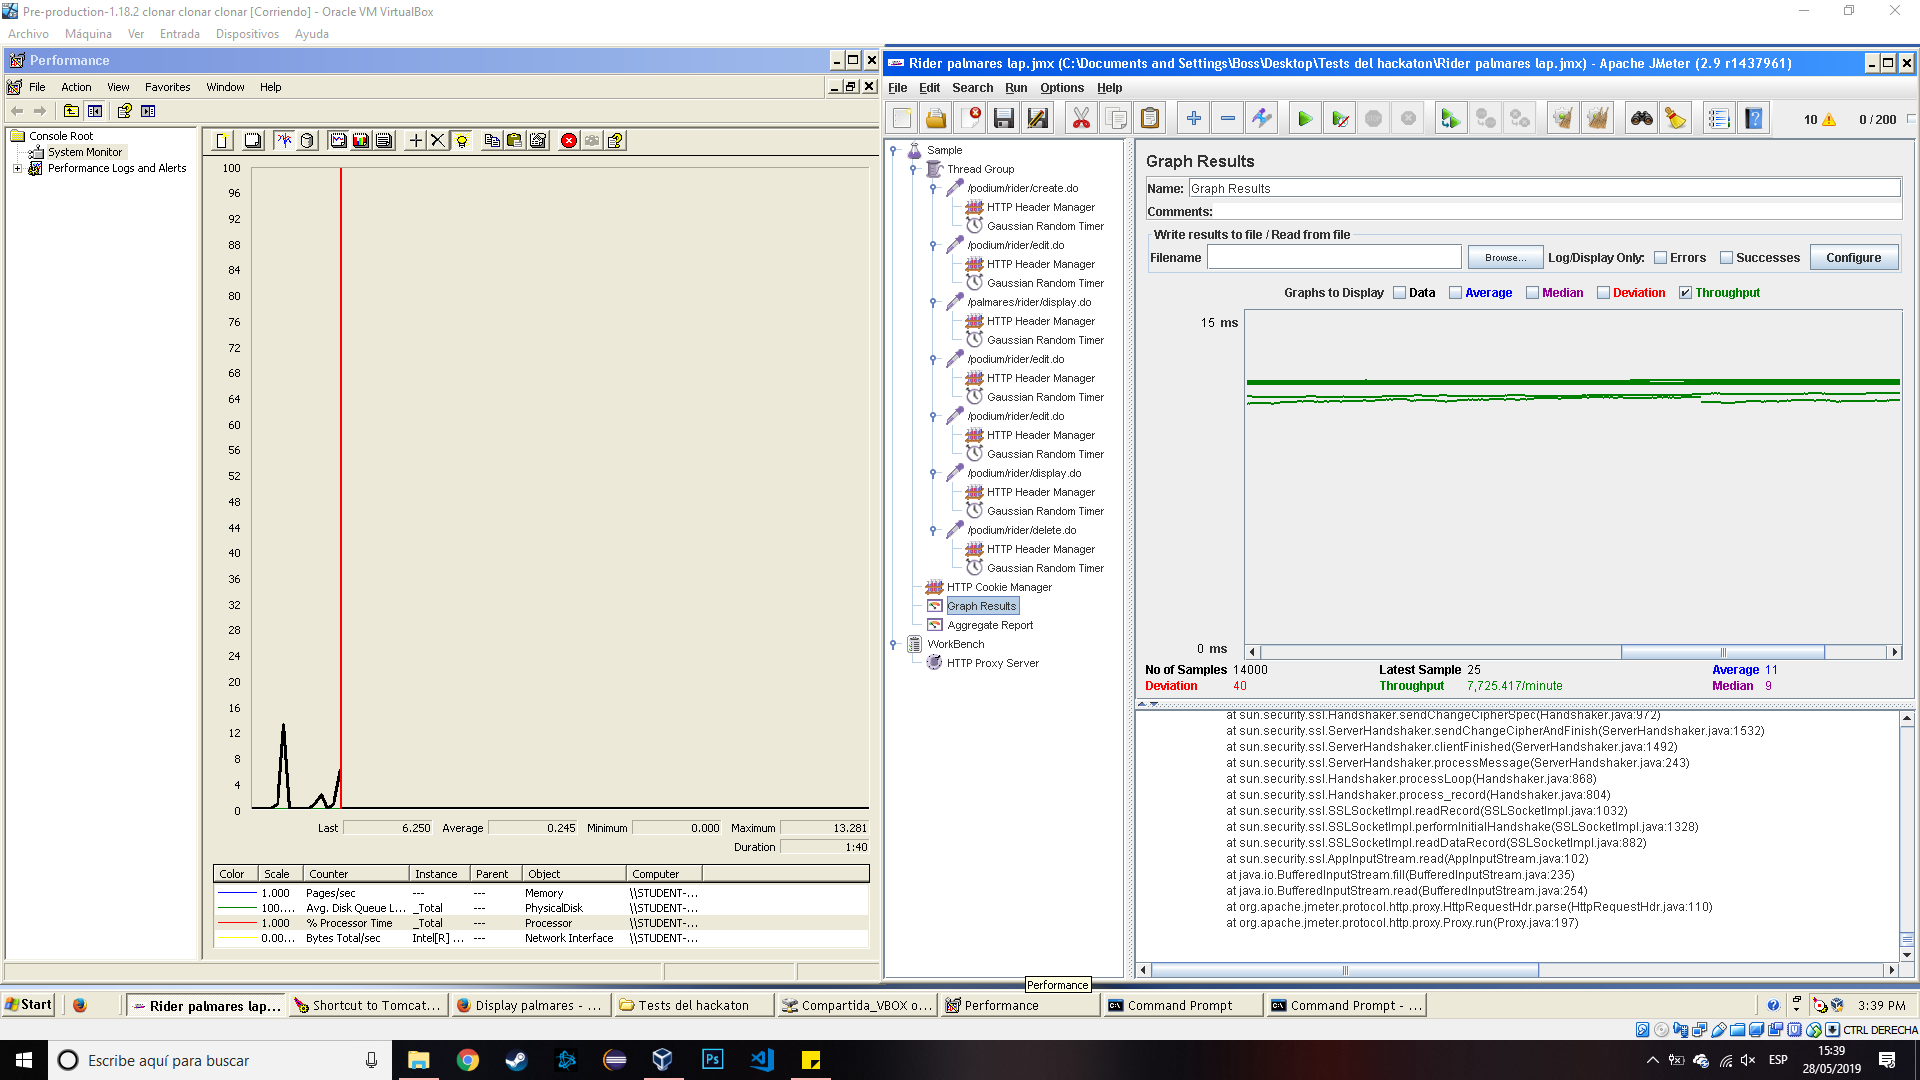 Pre-production-1.18.2 clonar clonar clonar [Corriendo] - Oracle VM VirtualBox
Archivo Máquina Ver Entrada Dispositivos Ayuda
Performance
File Action View Favorites Window Help
Console Root
System Monitor
Performance Logs and Alerts
100
96
92
88
84
80
76
72
68
64
60
56
52
48
44
40
36
32
28
24
20
16
12
8
4
0
Last 6.250 Average 0.245 Minimum 0.000 Maximum 13.281
Duration 1:40
Color Scale Counter Instance Parent Object Computer
1.000 Pages/sec --- --- Memory \\STUDENT-...
100.... Avg. Disk Queue L... _Total --- PhysicalDisk \\STUDENT-...
1.000 % Processor Time _Total --- Processor \\STUDENT-...
0.00... Bytes Total/sec Intel[R] ... --- Network Interface \\STUDENT-...
Rider palmares lap.jmx (C:\Documents and Settings\Boss\Desktop\Tests del hackaton\Rider palmares lap.jmx) - Apache JMeter (2.9 r1437961)
File Edit Search Run Options Help
10 0 / 200
Sample
Thread Group
/podium/rider/create.do
HTTP Header Manager
Gaussian Random Timer
/podium/rider/edit.do
HTTP Header Manager
Gaussian Random Timer
/palmares/rider/display.do
HTTP Header Manager
Gaussian Random Timer
/podium/rider/edit.do
HTTP Header Manager
Gaussian Random Timer
/podium/rider/edit.do
HTTP Header Manager
Gaussian Random Timer
/podium/rider/display.do
HTTP Header Manager
Gaussian Random Timer
/podium/rider/delete.do
HTTP Header Manager
Gaussian Random Timer
HTTP Cookie Manager
Graph Results
Aggregate Report
WorkBench
HTTP Proxy Server
Graph Results
Name: Graph Results
Comments:
Write results to file / Read from file
Filename Browse... Log/Display Only: Errors Successes Configure
Graphs to Display Data Average Median Deviation Throughput
15 ms
0 ms
No of Samples 14000 Latest Sample 25 Average 11
Deviation 40 Throughput 7,725.417/minute Median 9
at sun.security.ssl.Handshaker.sendChangeCipherSpec(Handshaker.java:972)
at sun.security.ssl.ServerHandshaker.sendChangeCipherAndFinish(ServerHandshaker.java:1532)
at sun.security.ssl.ServerHandshaker.clientFinished(ServerHandshaker.java:1492)
at sun.security.ssl.ServerHandshaker.processMessage(ServerHandshaker.java:243)
at sun.security.ssl.Handshaker.processLoop(Handshaker.java:868)
at sun.security.ssl.Handshaker.process_record(Handshaker.java:804)
at sun.security.ssl.SSLSocketImpl.readRecord(SSLSocketImpl.java:1032)
at sun.security.ssl.SSLSocketImpl.performInitialHandshake(SSLSocketImpl.java:1328)
at sun.security.ssl.SSLSocketImpl.readDataRecord(SSLSocketImpl.java:882)
at sun.security.ssl.AppInputStream.read(AppInputStream.java:102)
at java.io.BufferedInputStream.fill(BufferedInputStream.java:235)
at java.io.BufferedInputStream.read(BufferedInputStream.java:254)
at org.apache.jmeter.protocol.http.proxy.HttpRequestHdr.parse(HttpRequestHdr.java:110)
at org.apache.jmeter.protocol.http.proxy.Proxy.run(Proxy.java:197)
Performance
Start Rider palmares lap... Shortcut to Tomcat... Display palmares - ... Tests del hackaton Compartida_VBOX o... Performance Command Prompt Command Prompt - ... 3:39 PM
CTRL DERECHA
Escribe aquí para buscar
Ps
ESP
15:39
28/05/2019